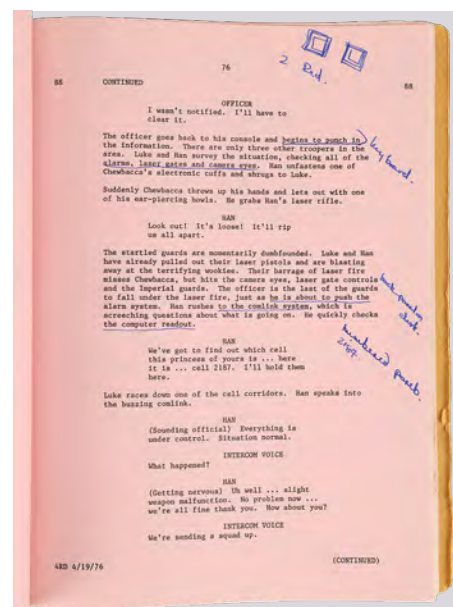 2 Red.
76
88 CONTINUED 88
OFFICER
I wasn't notified. I'll have to
clear it.
The officer goes back to his console and begins to punch in
the information. There are only three other troopers in the
area. Luke and Han survey the situation, checking all of the
alarms, laser gates and camera eyes. Han unfastens one of
Chewbacca's electronic cuffs and shrugs to Luke.
keyboard.
Suddenly Chewbacca throws up his hands and lets out with one
of his ear-piercing howls. He grabs Han's laser rifle.
HAN
Look out! It's loose! It'll rip
us all apart.
The startled guards are momentarily dumbfounded. Luke and Han
have already pulled out their laser pistols and are blasting
away at the terrifying wookiee. Their barrage of laser fire
misses Chewbacca, but hits the camera eyes, laser gate controls
and the Imperial guards. The officer is the last of the guards
to fall under the laser fire, just as he is about to push the
alarm system. Han rushes to the comlink system, which is
screeching questions about what is going on. He quickly checks
the computer readout.
desk.
numbered panels.
2187.
HAN
We've got to find out which cell
this princess of yours is ... here
it is ... cell 2187. I'll hold them
here.
Luke races down one of the cell corridors. Han speaks into
the buzzing comlink.
HAN
(Sounding official) Everything is
under control. Situation normal.
INTERCOM VOICE
What happened?
HAN
(Getting nervous) Uh well ... slight
weapon malfunction. No problem now ...
we're all fine thank you. How about you?
INTERCOM VOICE
We're sending a squad up.
(CONTINUED)
4RD 4/19/76